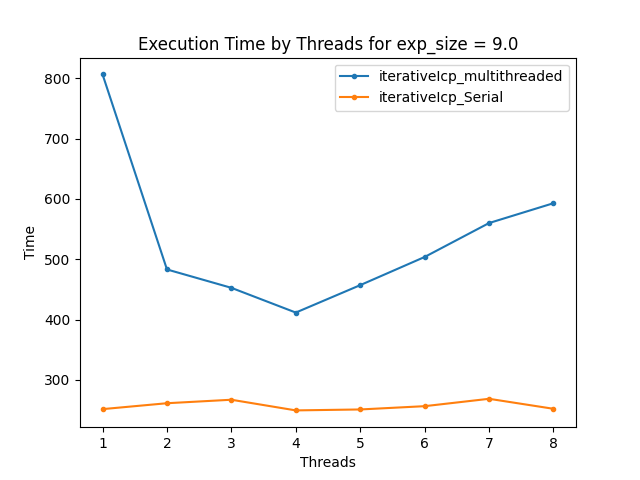 Execution Time by Threads for exp_size = 9.0
iterativeIcp_multithreaded
iterativeIcp_Serial
Time
800
700
600
500
400
300
1 2 3 4 5 6 7 8
Threads